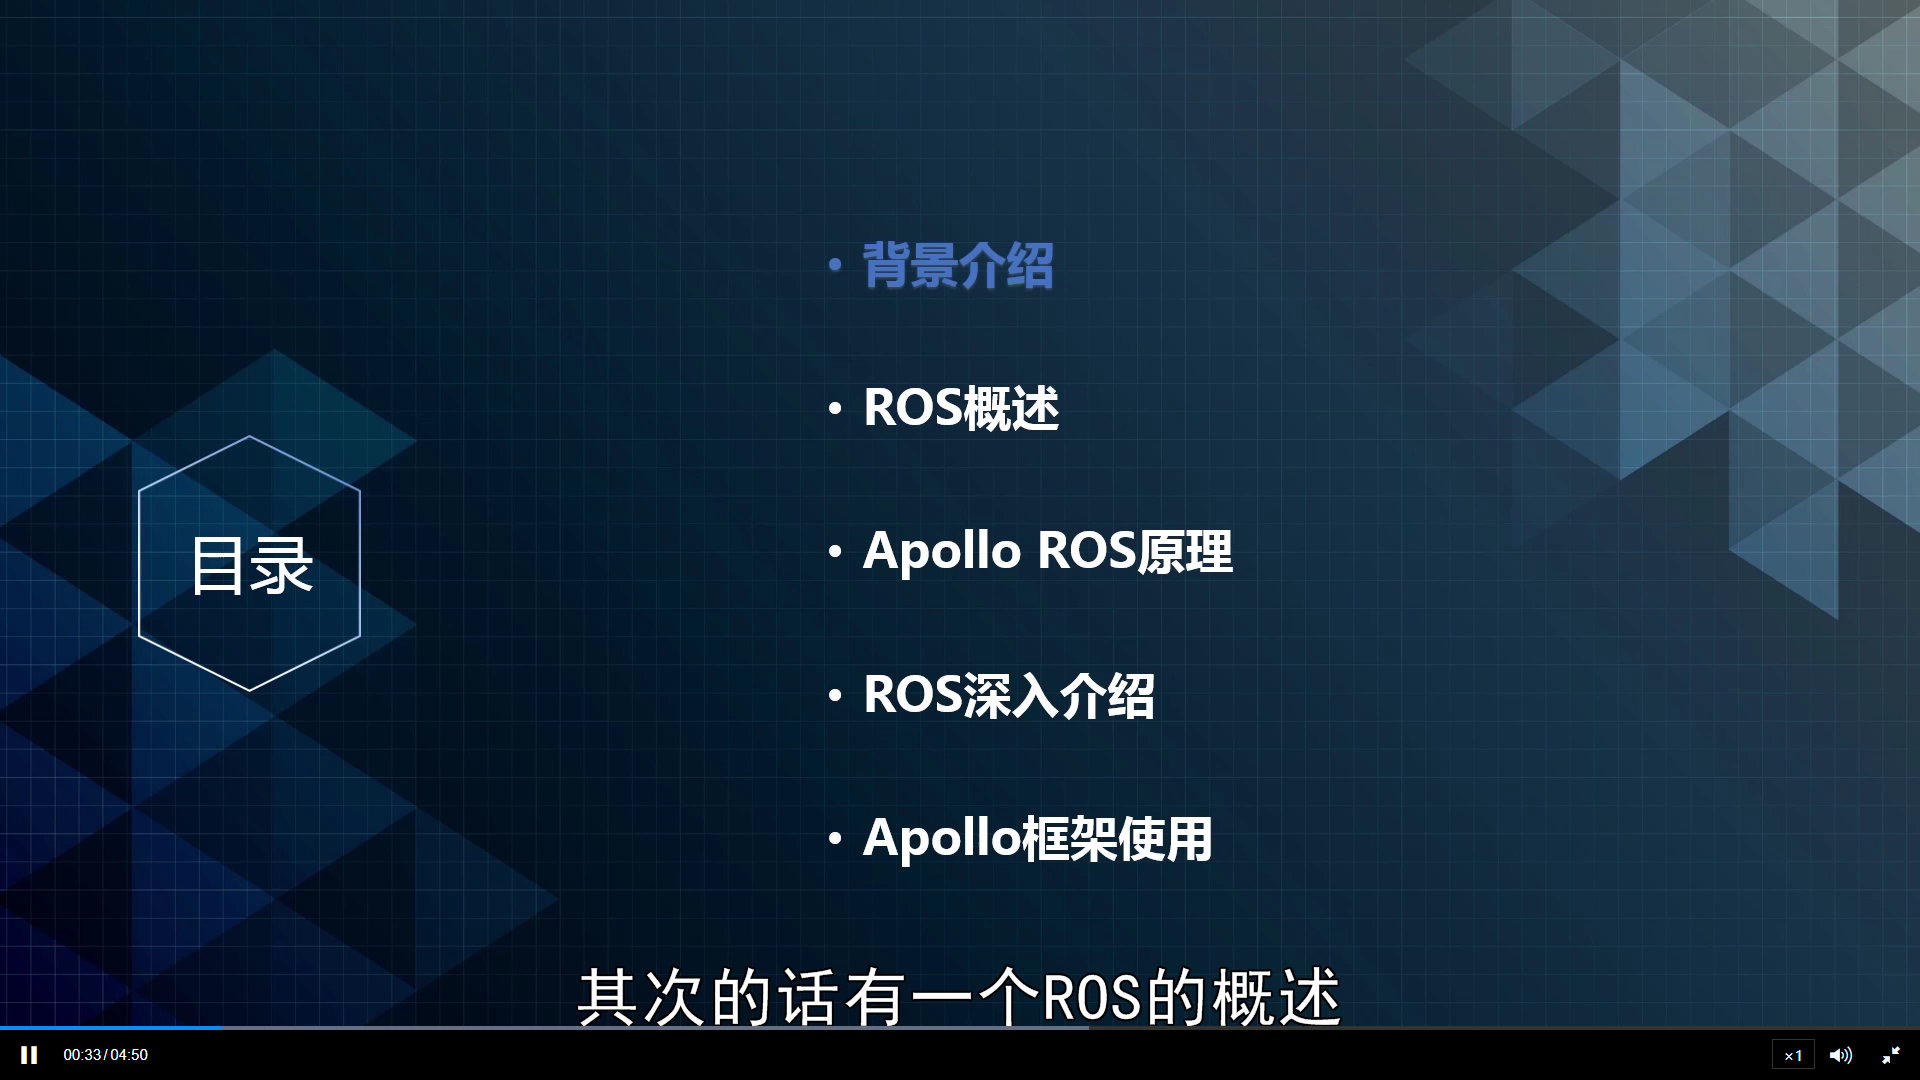 目录
• 背景介绍
• ROS概述
• Apollo ROS原理
• ROS深入介绍
• Apollo框架使用
其次的话有一个ROS的概述
00:33/04:50
×1